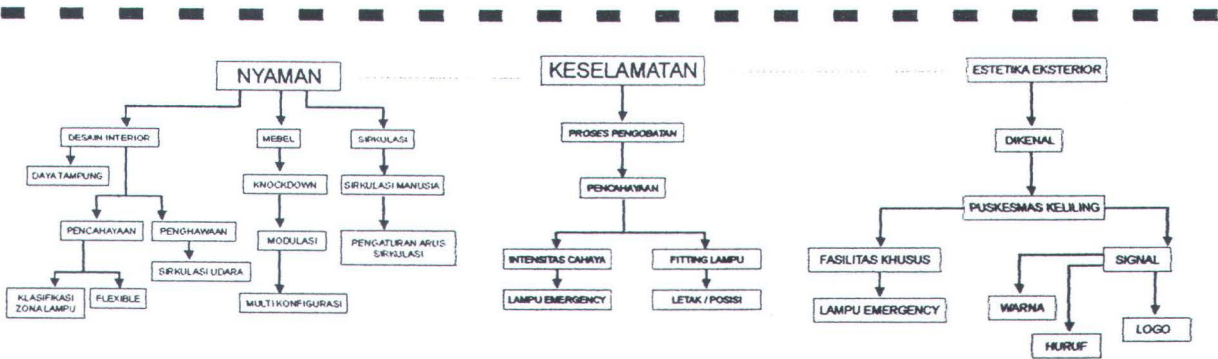 NYAMAN
DESAIN INTERIOR
DAYA TAMPUNG
PENCAHAYAAN
KLASIFIKASI
ZONA LAMPU
FLEXIBLE
PENGHAWAAN
SIRKULASI UDARA
MEBEL
KNOCKDOWN
MODULASI
MULTI KONFIGURASI
SIRKULASI
SIRKULASI MANUSIA
PENGATURAN ARUS
SIRKULASI
KESELAMATAN
PROSES PENGOBATAN
PENCAHAYAAN
INTENSITAS CAHAYA
LAMPU EMERGENCY
FITTING LAMPU
LETAK / POSISI
ESTETIKA EKSTERIOR
DIKENAL
PUSKESMAS KELILING
FASILITAS KHUSUS
LAMPU EMERGENCY
SIGNAL
WARNA
HURUF
LOGO